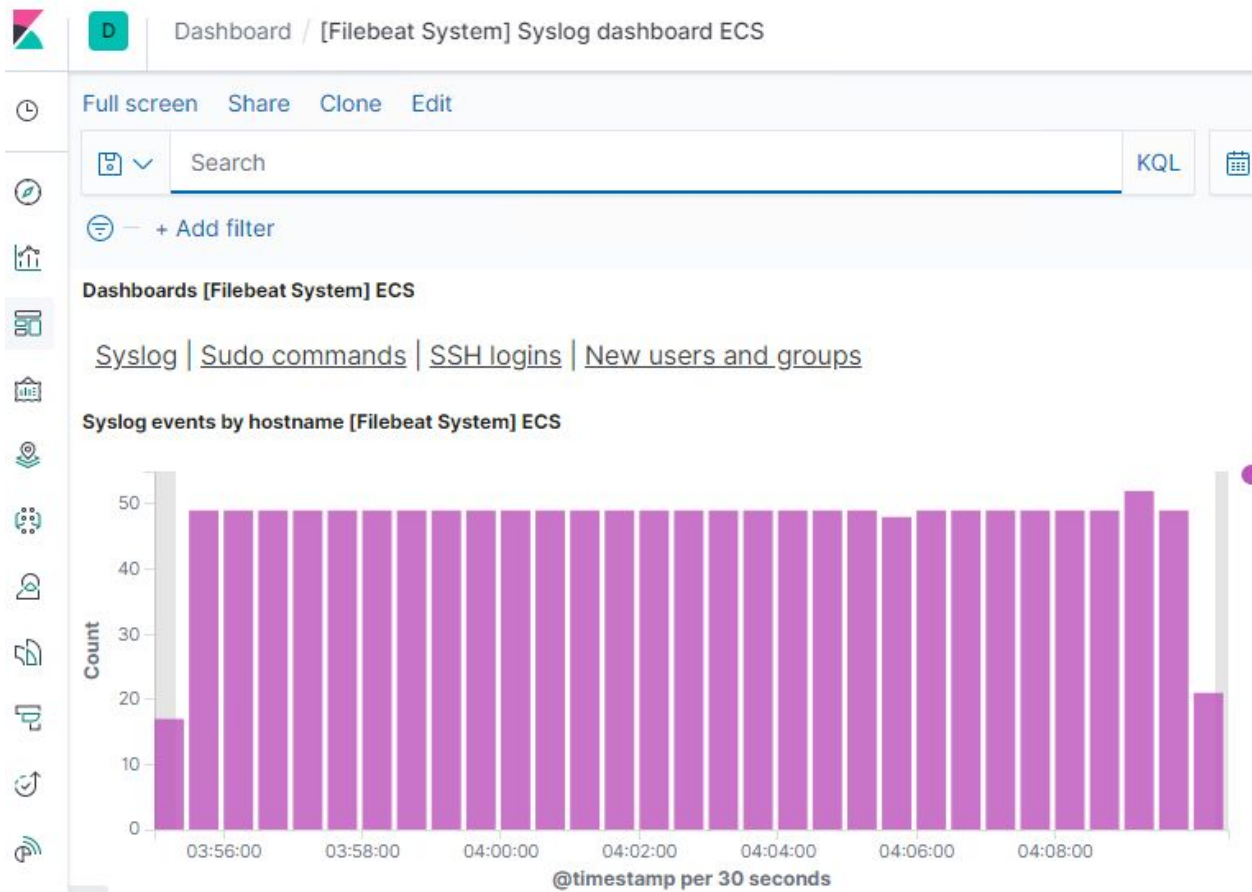 D Dashboard / [Filebeat System] Syslog dashboard ECS
Full screen Share Clone Edit
Search KQL
+ Add filter
Dashboards [Filebeat System] ECS
Syslog | Sudo commands | SSH logins | New users and groups
Syslog events by hostname [Filebeat System] ECS
50
40
30
20
10
0
Count
03:56:00 03:58:00 04:00:00 04:02:00 04:04:00 04:06:00 04:08:00
@timestamp per 30 seconds